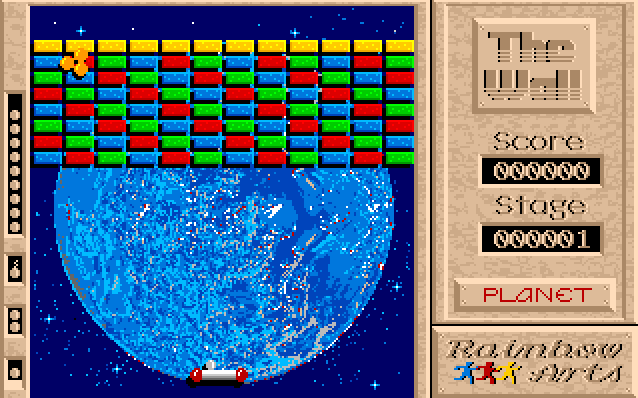 The
Wall
Score
000000
Stage
000001
PLANET
Rainbow
Arts